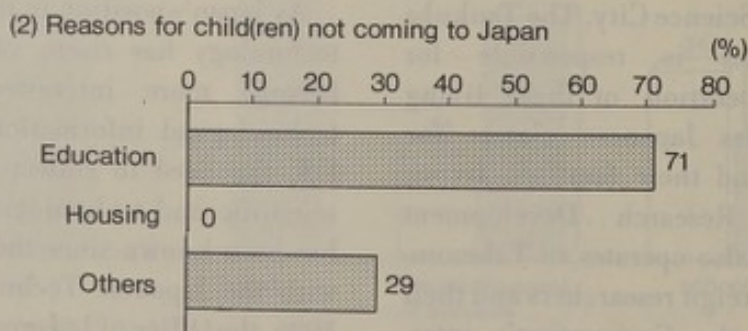 (2) Reasons for child(ren) not coming to Japan
(%)
0 10 20 30 40 50 60 70 80
Education 71
Housing 0
Others 29